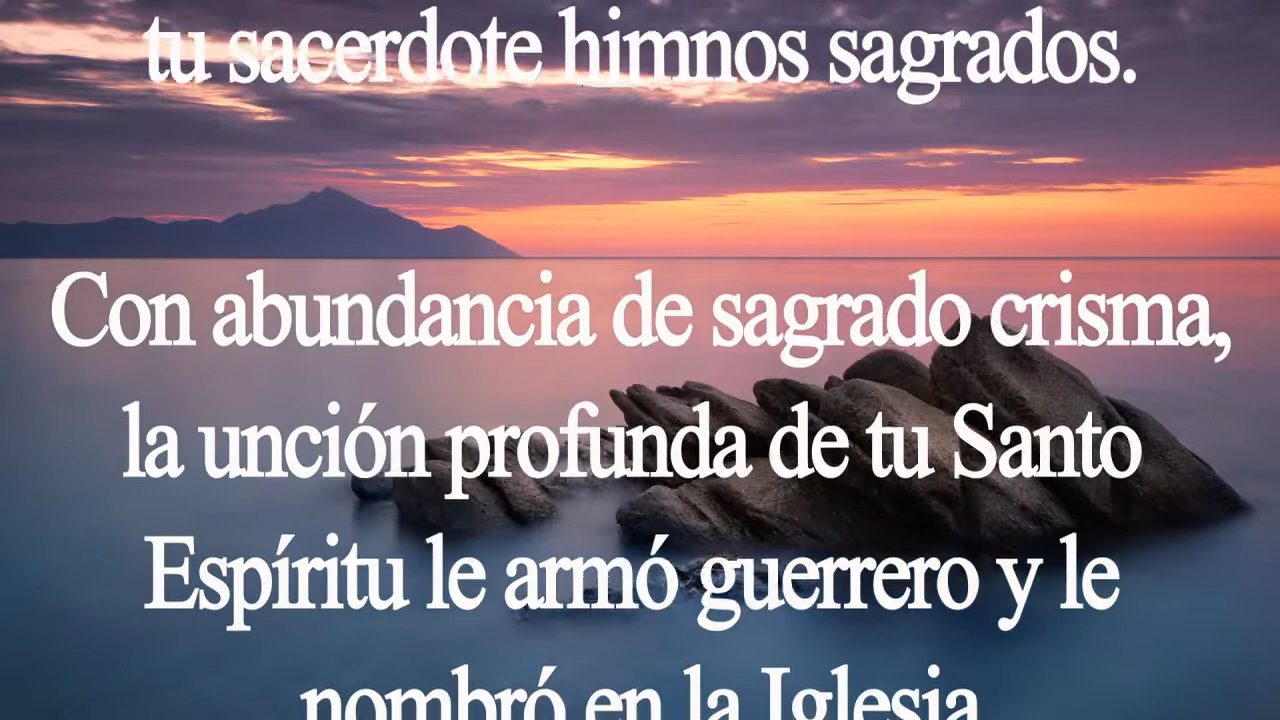 tu sacerdote himnos sagrados.
Con abundancia de sagrado crisma,
la unción profunda de tu Santo
Espíritu le armó guerrero y le
nombró en la Iglesia